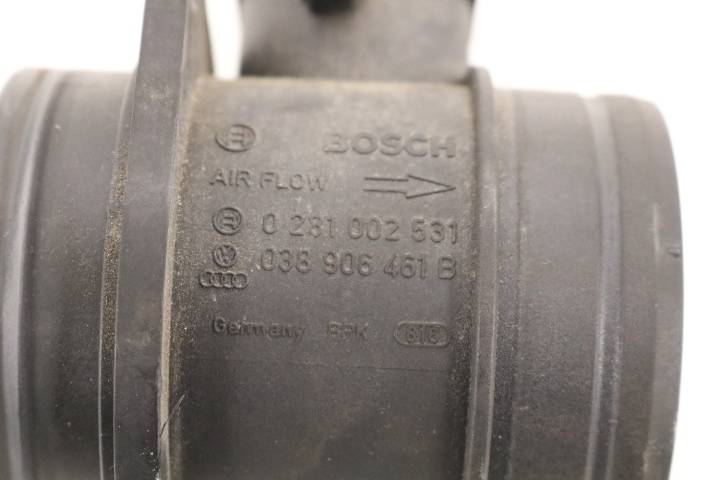 BOSCH
AIR FLOW
0 281 002 531
038 906 461 B
Germany